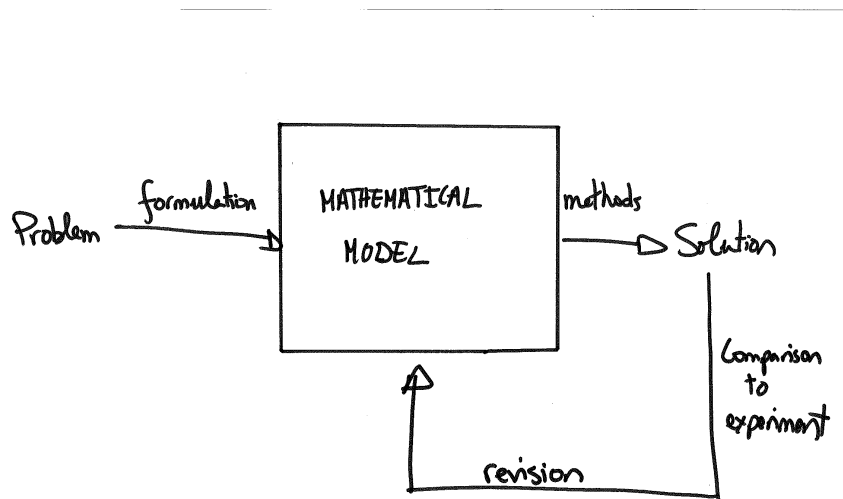 formulation
Problem
MATHEMATICAL
MODEL
methods
Solution
Comparison
to
experiment
revision